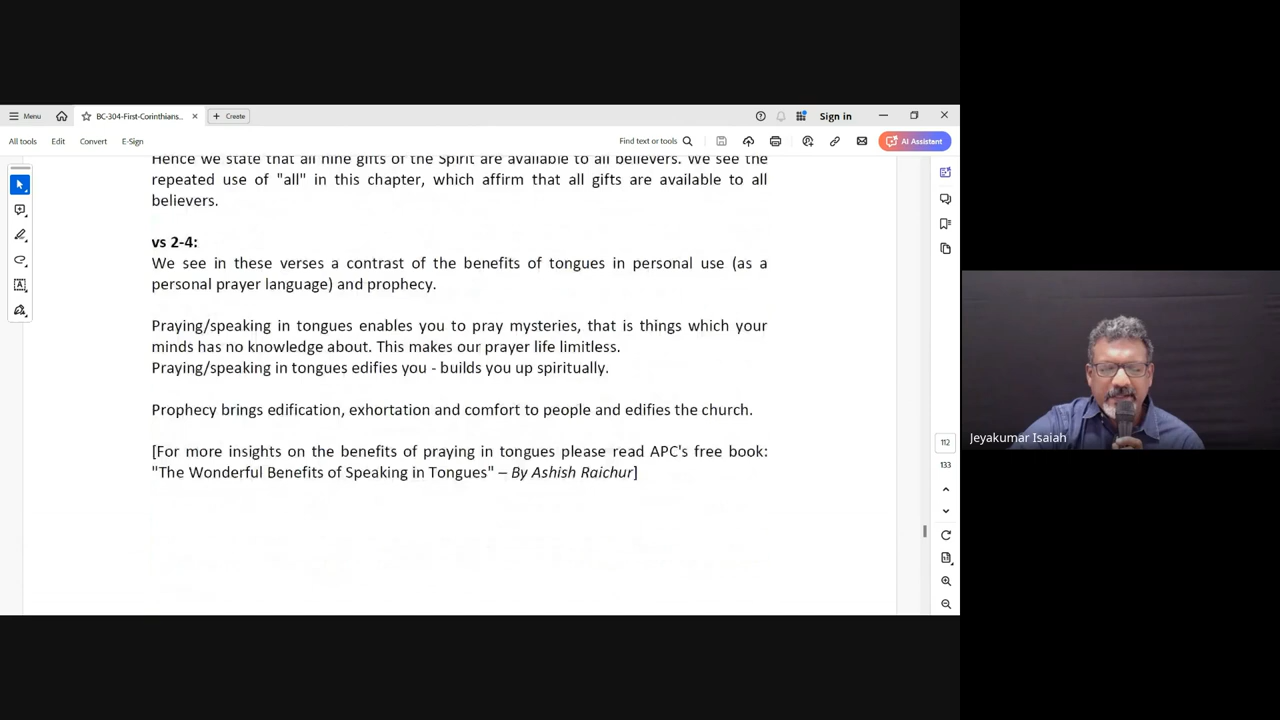 Menu
BC-304-First-Corinthians...
Create
Sign in
All tools
Edit
Convert
E-Sign
Find text or tools
AI Assistant
Hence we state that all nine gifts of the Spirit are available to all believers. We see the
repeated use of "all" in this chapter, which affirm that all gifts are available to all
believers.
vs 2-4:
We see in these verses a contrast of the benefits of tongues in personal use (as a
personal prayer language) and prophecy.
Praying/speaking in tongues enables you to pray mysteries, that is things which your
minds has no knowledge about. This makes our prayer life limitless.
Praying/speaking in tongues edifies you - builds you up spiritually.
Prophecy brings edification, exhortation and comfort to people and edifies the church.
[For more insights on the benefits of praying in tongues please read APC's free book:
"The Wonderful Benefits of Speaking in Tongues" – By Ashish Raichur]
112
133
Jeyakumar Isaiah